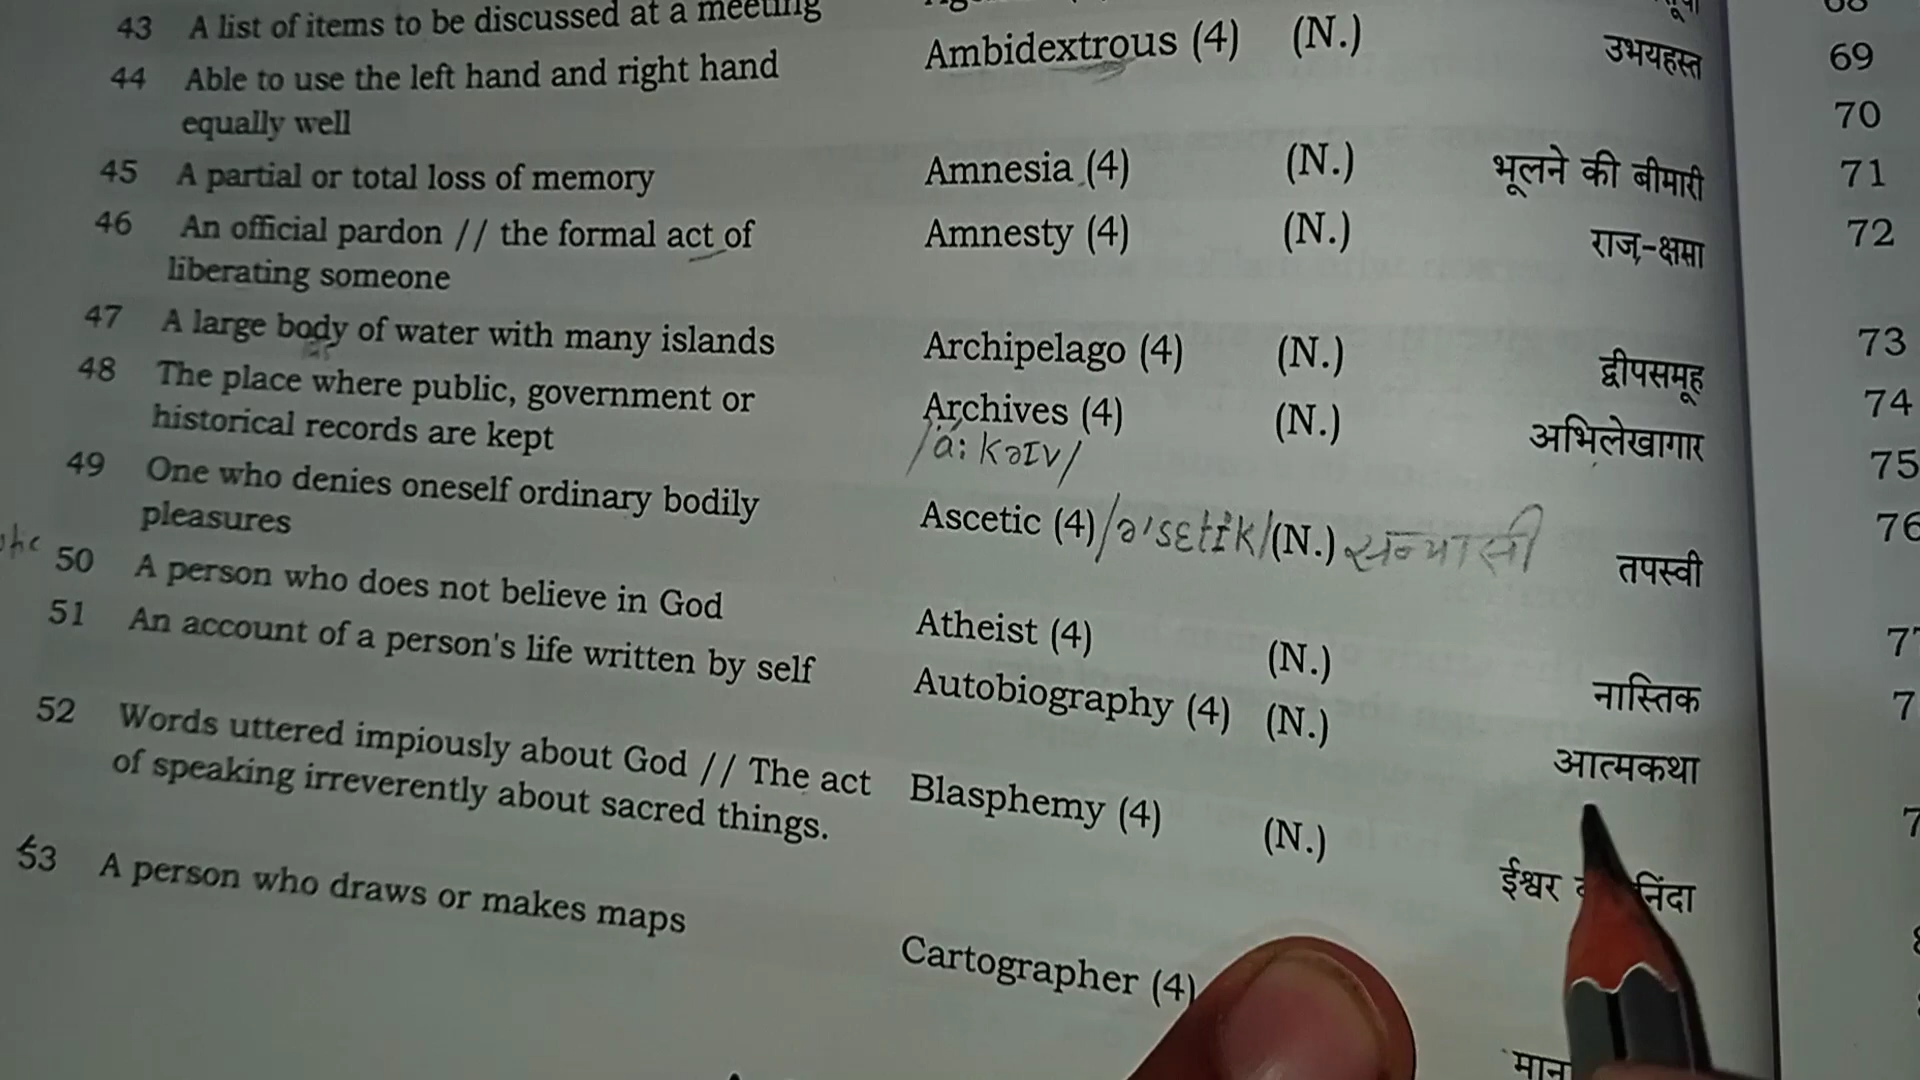 43 A list of items to be discussed at a meeting
44 Able to use the left hand and right hand Ambidextrous (4) (N.) उभयहस्त 69
equally well 70
45 A partial or total loss of memory Amnesia (4) (N.) भूलने की बीमारी 71
46 An official pardon // the formal act of Amnesty (4) (N.) राज-क्षमा 72
liberating someone
47 A large body of water with many islands Archipelago (4) (N.) द्वीपसमूह 73
48 The place where public, government or Archives (4) (N.) अभिलेखागार 74
historical records are kept /ä:kəIv/ 75
49 One who denies oneself ordinary bodily Ascetic (4) /ə'sɛtik/ (N.) सन्यासी तपस्वी 76
pleasures
50 A person who does not believe in God Atheist (4) (N.) नास्तिक
51 An account of a person's life written by self Autobiography (4) (N.) आत्मकथा
52 Words uttered impiously about God // The act Blasphemy (4) (N.) ईश्वर निंदा
of speaking irreverently about sacred things.
53 A person who draws or makes maps Cartographer (4)